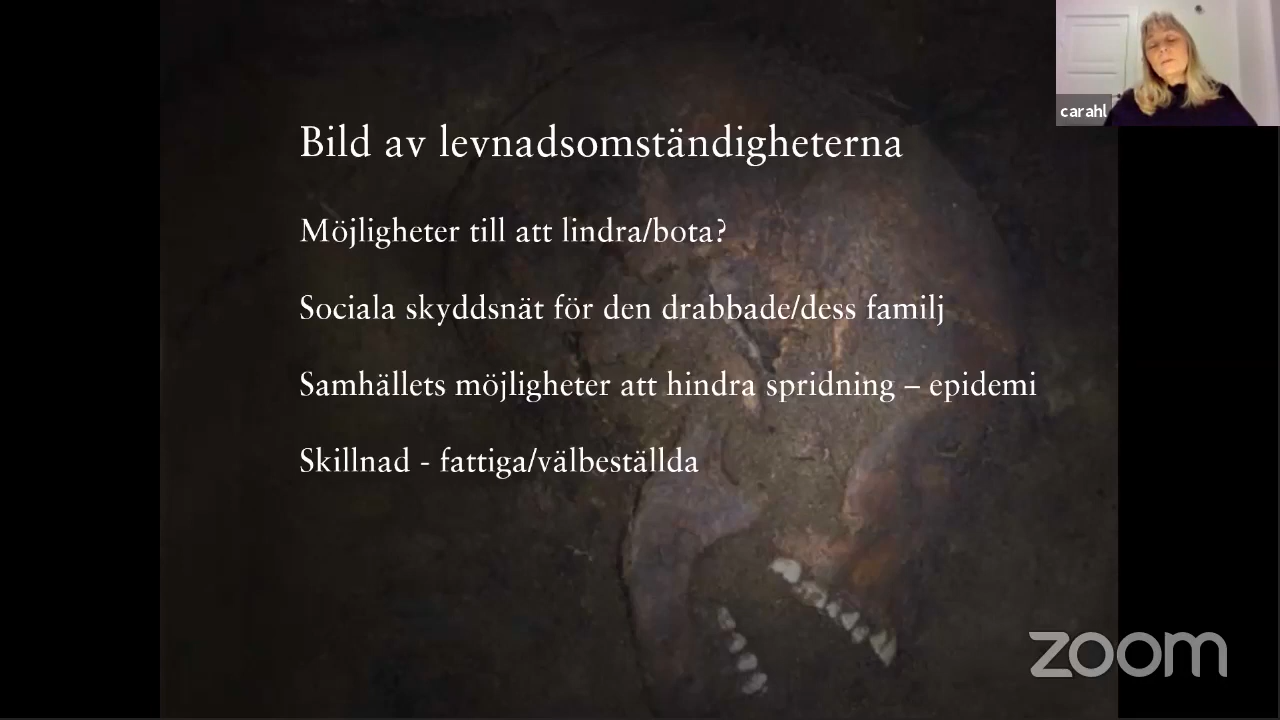 carahl
Bild av levnadsomständigheterna
Möjligheter till att lindra/bota?
Sociala skyddsnät för den drabbade/dess familj
Samhällets möjligheter att hindra spridning – epidemi
Skillnad - fattiga/välbeställda
zoom